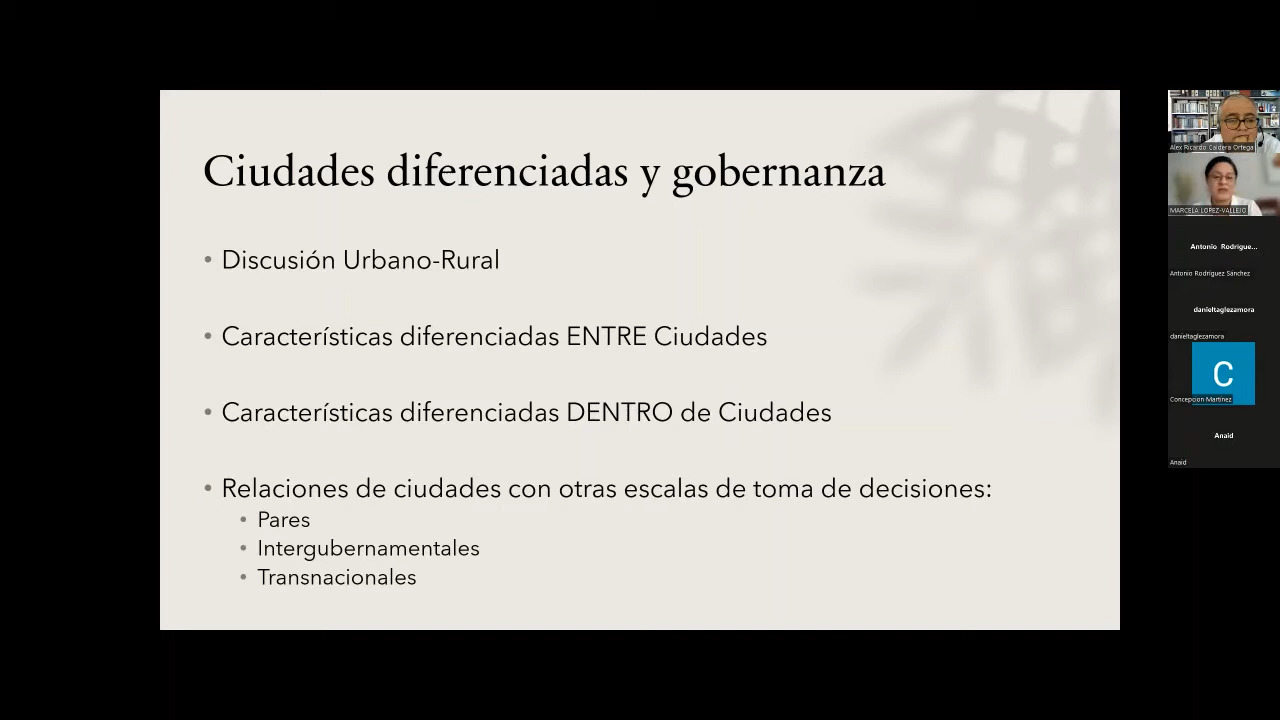 Ciudades diferenciadas y gobernanza
• Discusión Urbano-Rural
• Características diferenciadas ENTRE Ciudades
• Características diferenciadas DENTRO de Ciudades
• Relaciones de ciudades con otras escalas de toma de decisiones:
• Pares
• Intergubernamentales
• Transnacionales
Alex Ricardo Caldera Ortega
MARCELA LOPEZ-VALLEJO
Antonio Rodrigue...
Antonio Rodríguez Sánchez
danieltaglezamora
danieltaglezamora
C
Concepcion Martinez
Anaid
Anaid